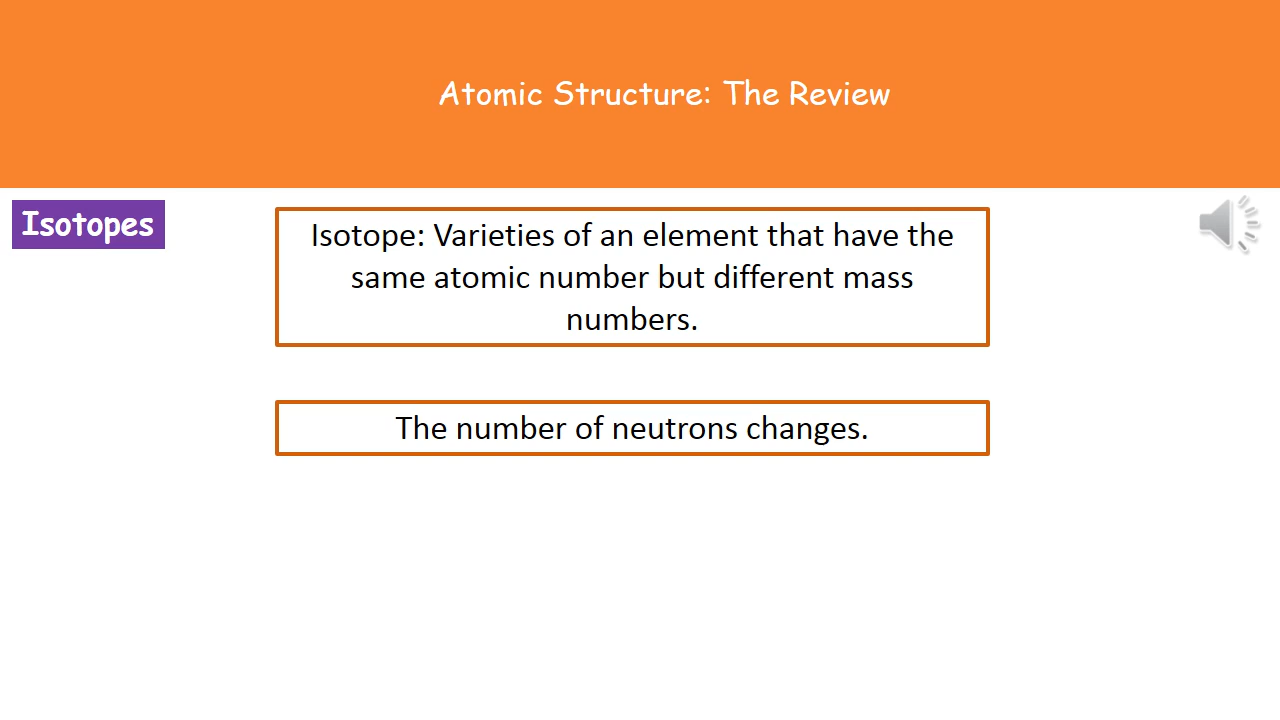 Atomic Structure: The Review
Isotopes
Isotope: Varieties of an element that have the
same atomic number but different mass
numbers.
The number of neutrons changes.